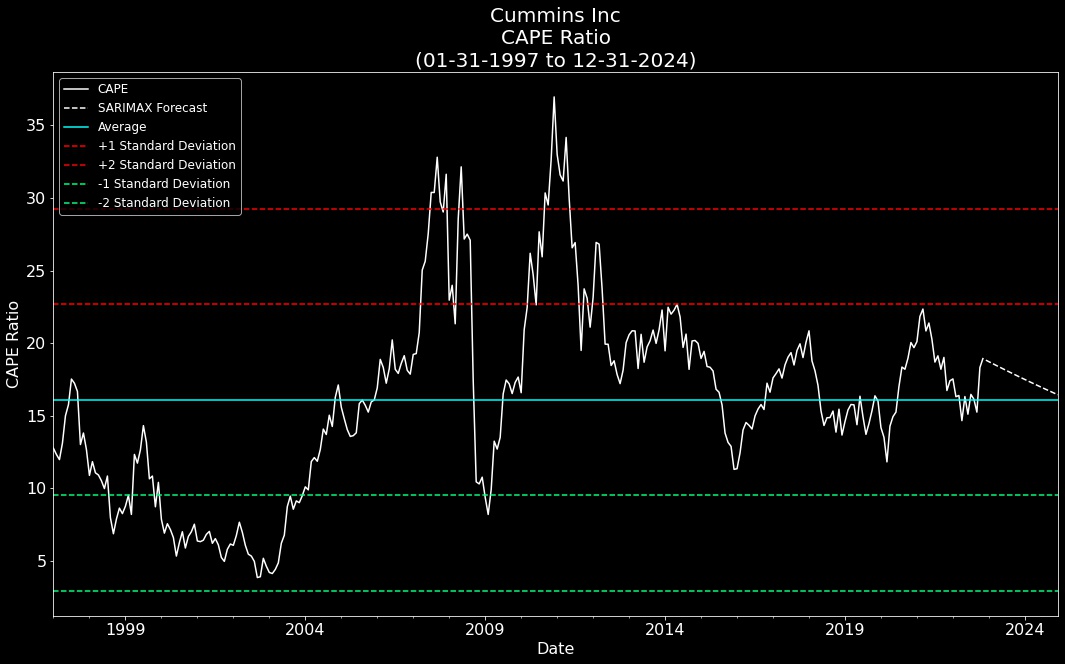 Cummins Inc
CAPE Ratio
(01-31-1997 to 12-31-2024)
CAPE
SARIMAX Forecast
Average
+1 Standard Deviation
+2 Standard Deviation
-1 Standard Deviation
-2 Standard Deviation
CAPE Ratio
35
30
25
20
15
10
5
1999 2004 2009 2014 2019 2024
Date